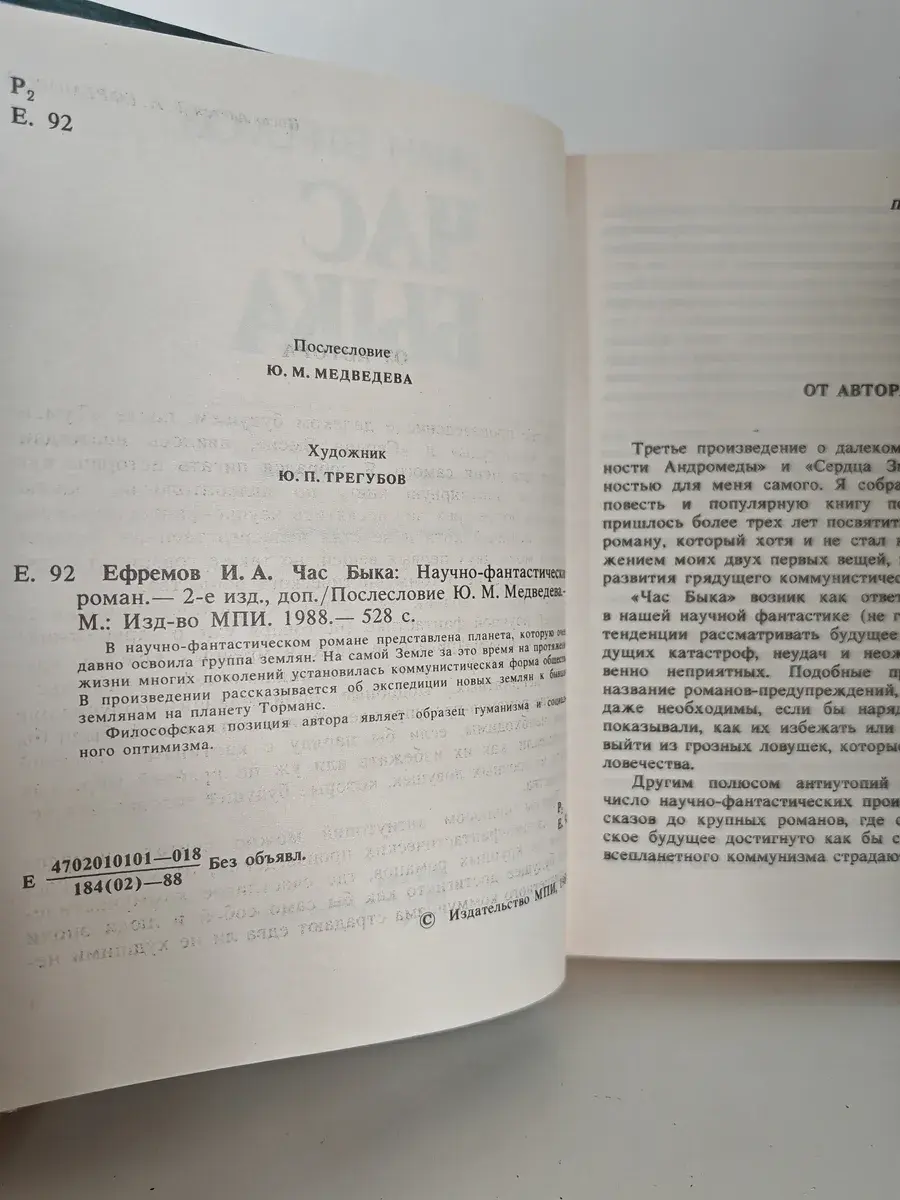 Р2
Е. 92
Послесловие
Ю. М. МЕДВЕДЕВА
Художник
Ю. П. ТРЕГУБОВ
Е. 92 Ефремов И. А. Час Быка: Научно-фантастически
роман.— 2-е изд., доп./Послесловие Ю. М. Медведева.
М.: Изд-во МПИ. 1988.— 528 с.
В научно-фантастическом романе представлена планета, которую
давно освоила группа землян. На самой Земле за это время на протяжен
жизни многих поколений установилась коммунистическая форма обществ
В произведении рассказывается об экспедиции новых землян к бывши
землянам на планету Торманс.
Философская позиция автора являет образец гуманизма и социал
ного оптимизма.
Е 4702010101—018
184(02)—88
Без объявл.
© Издательство МПИ,
ОТ АВТОР
Третье произведение о далеком
ности Андромеды» и «Сердца
ностью для меня самого. Я собра
повесть и популярную книгу по
пришлось более трех лет посвятит
роману, который хотя и не стал
жением моих двух первых вещей,
развития грядущего коммунистичес
«Час Быка» возник как ответ
в нашей научной фантастике (не
тенденции рассматривать будущее
дущих катастроф, неудач и неож
венно неприятных. Подобные пр
название романов-предупреждений,
даже необходимы, если бы наряд
показывали, как их избежать или
выйти из грозных ловушек, которы
ловечества.
Другим полюсом антиутопий
число научно-фантастических прои
сказов до крупных романов, где
ское будущее достигнуто как бы с
всепланетного коммунизма страдаю